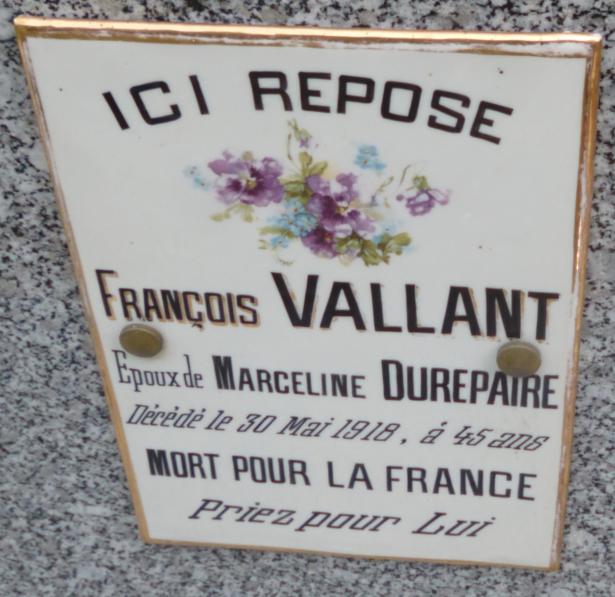 ICI REPOSE
FRANÇOIS VALLANT
Epoux de MARCELINE DUREPAIRE
Décédé le 30 Mai 1918, á 45 ans
MORT POUR LA FRANCE
Priez pour Lui